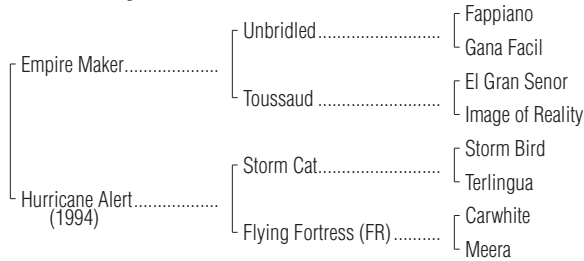 Fappiano
Unbridled
Gana Facil
Empire Maker
El Gran Senor
Toussaud
Image of Reality
Storm Bird
Storm Cat
Terlingua
Hurricane Alert
(1994)
Carwhite
Flying Fortress (FR)
Meera